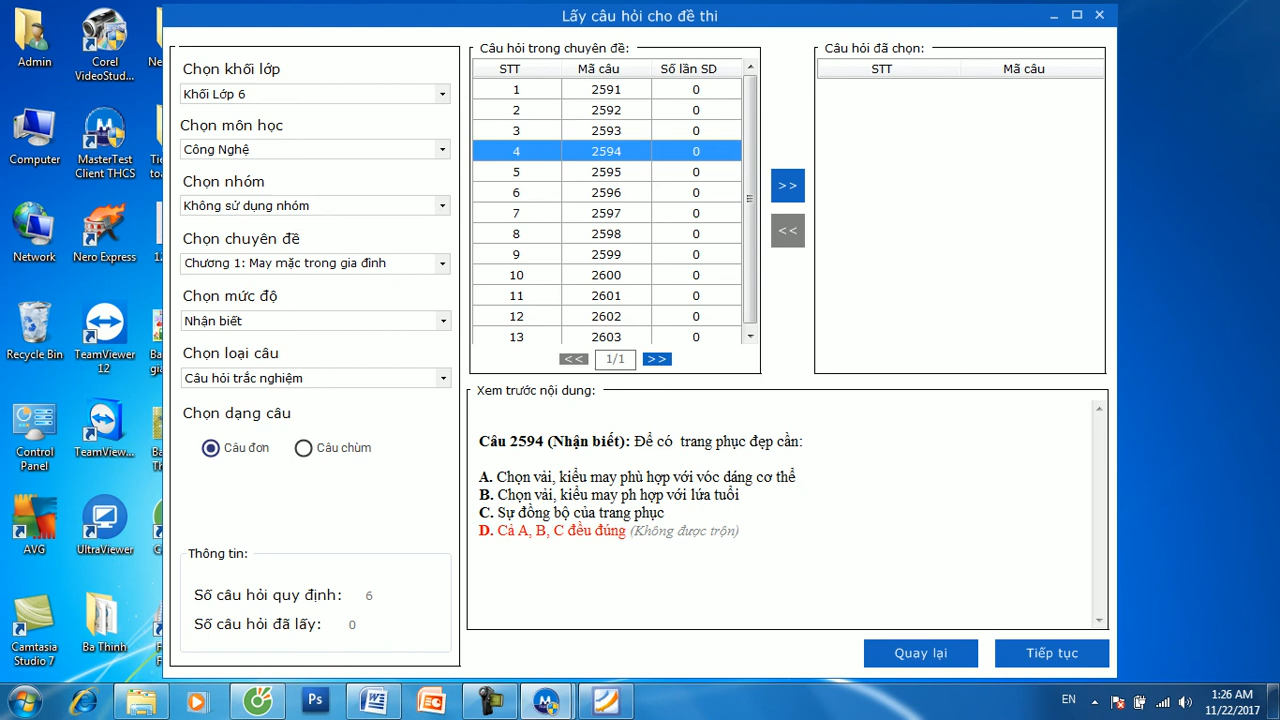 Lấy câu hỏi cho đề thi
Admin
Corel VideoStud...
Computer
MasterTest Client THCS
Network
Nero Express
Recycle Bin
TeamViewer 12
Control Panel
TeamView...
AVG
UltraViewer
Camtasia Studio 7
Ba Thinh
Chọn khối lớp
Khối Lớp 6
Chọn môn học
Công Nghệ
Chọn nhóm
Không sử dụng nhóm
Chọn chuyên đề
Chương 1: May mặc trong gia đình
Chọn mức độ
Nhận biết
Chọn loại câu
Câu hỏi trắc nghiệm
Chọn dạng câu
Câu đơn Câu chùm
Thông tin:
Số câu hỏi quy định: 6
Số câu hỏi đã lấy: 0
Câu hỏi trong chuyên đề:
STT Mã câu Số lần SD
1 2591 0
2 2592 0
3 2593 0
4 2594 0
5 2595 0
6 2596 0
7 2597 0
8 2598 0
9 2599 0
10 2600 0
11 2601 0
12 2602 0
13 2603 0
<< 1/1 >>
>>
<<
Câu hỏi đã chọn:
STT Mã câu
Xem trước nội dung:
Câu 2594 (Nhận biết): Để có trang phục đẹp cần:
A. Chọn vải, kiểu may phù hợp với vóc dáng cơ thể
B. Chọn vải, kiểu may ph hợp với lứa tuổi
C. Sự đồng bộ của trang phục
D. Cả A, B, C đều đúng (Không được trộn)
Quay lại Tiếp tục
EN
1:26 AM
11/22/2017